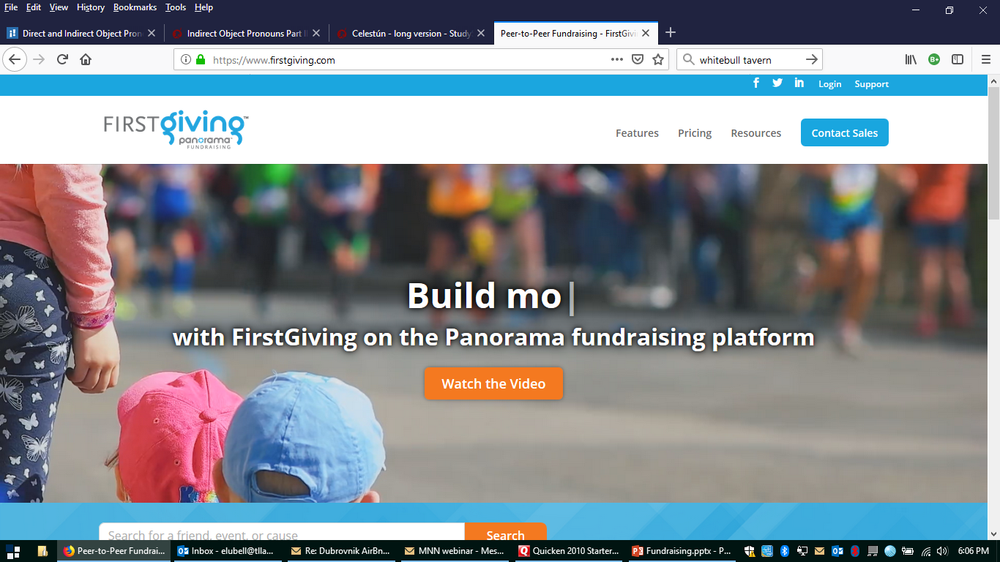 File Edit View History Bookmarks Tools Help
Direct and Indirect Object Pron
Indirect Object Pronouns Part I
Celestún - long version - Study
Peer-to-Peer Fundraising - FirstGivi
https://www.firstgiving.com
whitebull tavern
B+
Login Support
FIRSTgiving™
panorama
FUNDRAISING
Features Pricing Resources Contact Sales
Build mo|
with FirstGiving on the Panorama fundraising platform
Watch the Video
Search for a friend, event, or cause Search
Peer-to-Peer Fundrai... Inbox - elubell@tlla... Re: Dubrovnik AirBn... MNN webinar - Mes... Quicken 2010 Starter... Fundraising.pptx - P... 6:06 PM